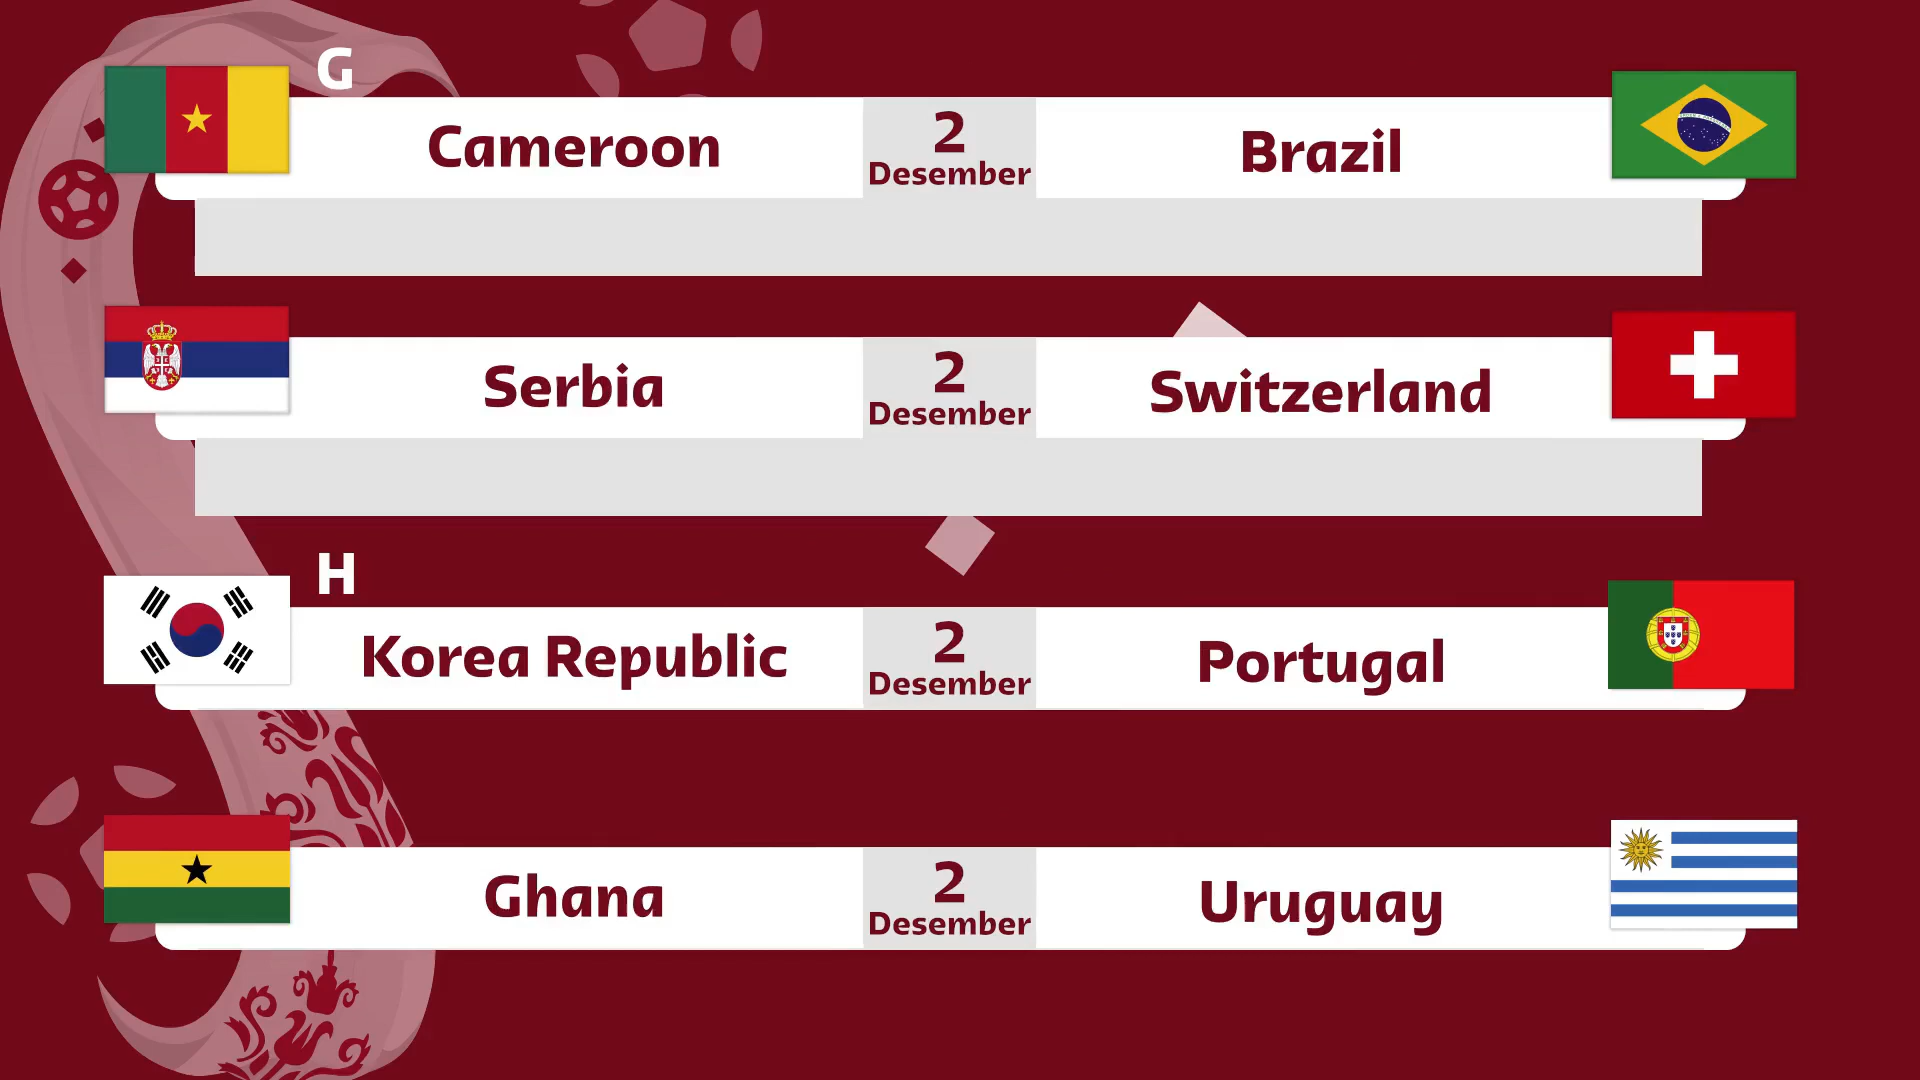 G
Cameroon 2 Desember Brazil
Serbia 2 Desember Switzerland
H
Korea Republic 2 Desember Portugal
Ghana 2 Desember Uruguay